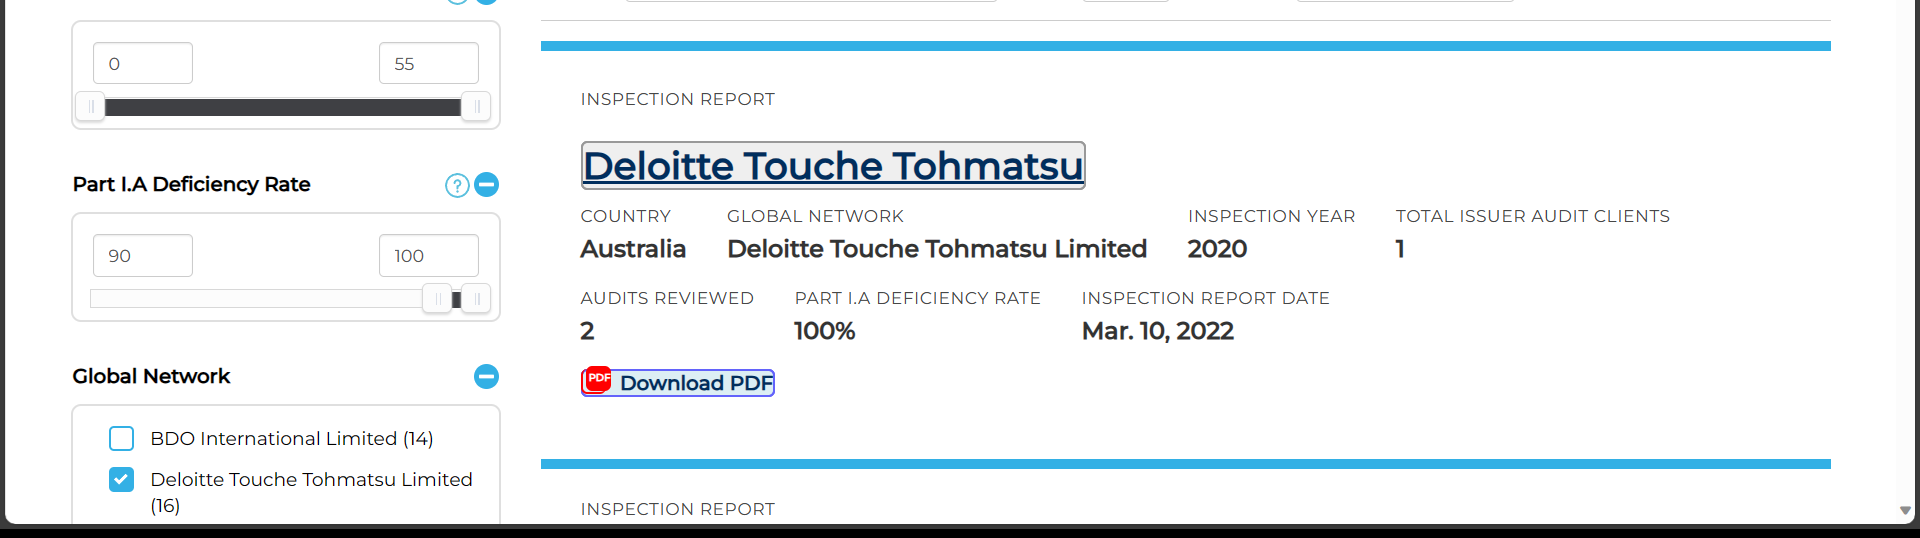 0
55
Part I.A Deficiency Rate
?
90
100
Global Network
BDO International Limited (14)
Deloitte Touche Tohmatsu Limited
(16)
INSPECTION REPORT
Deloitte Touche Tohmatsu
COUNTRY GLOBAL NETWORK INSPECTION YEAR TOTAL ISSUER AUDIT CLIENTS
Australia Deloitte Touche Tohmatsu Limited 2020 1
AUDITS REVIEWED PART I.A DEFICIENCY RATE INSPECTION REPORT DATE
2 100% Mar. 10, 2022
PDF Download PDF
INSPECTION REPORT